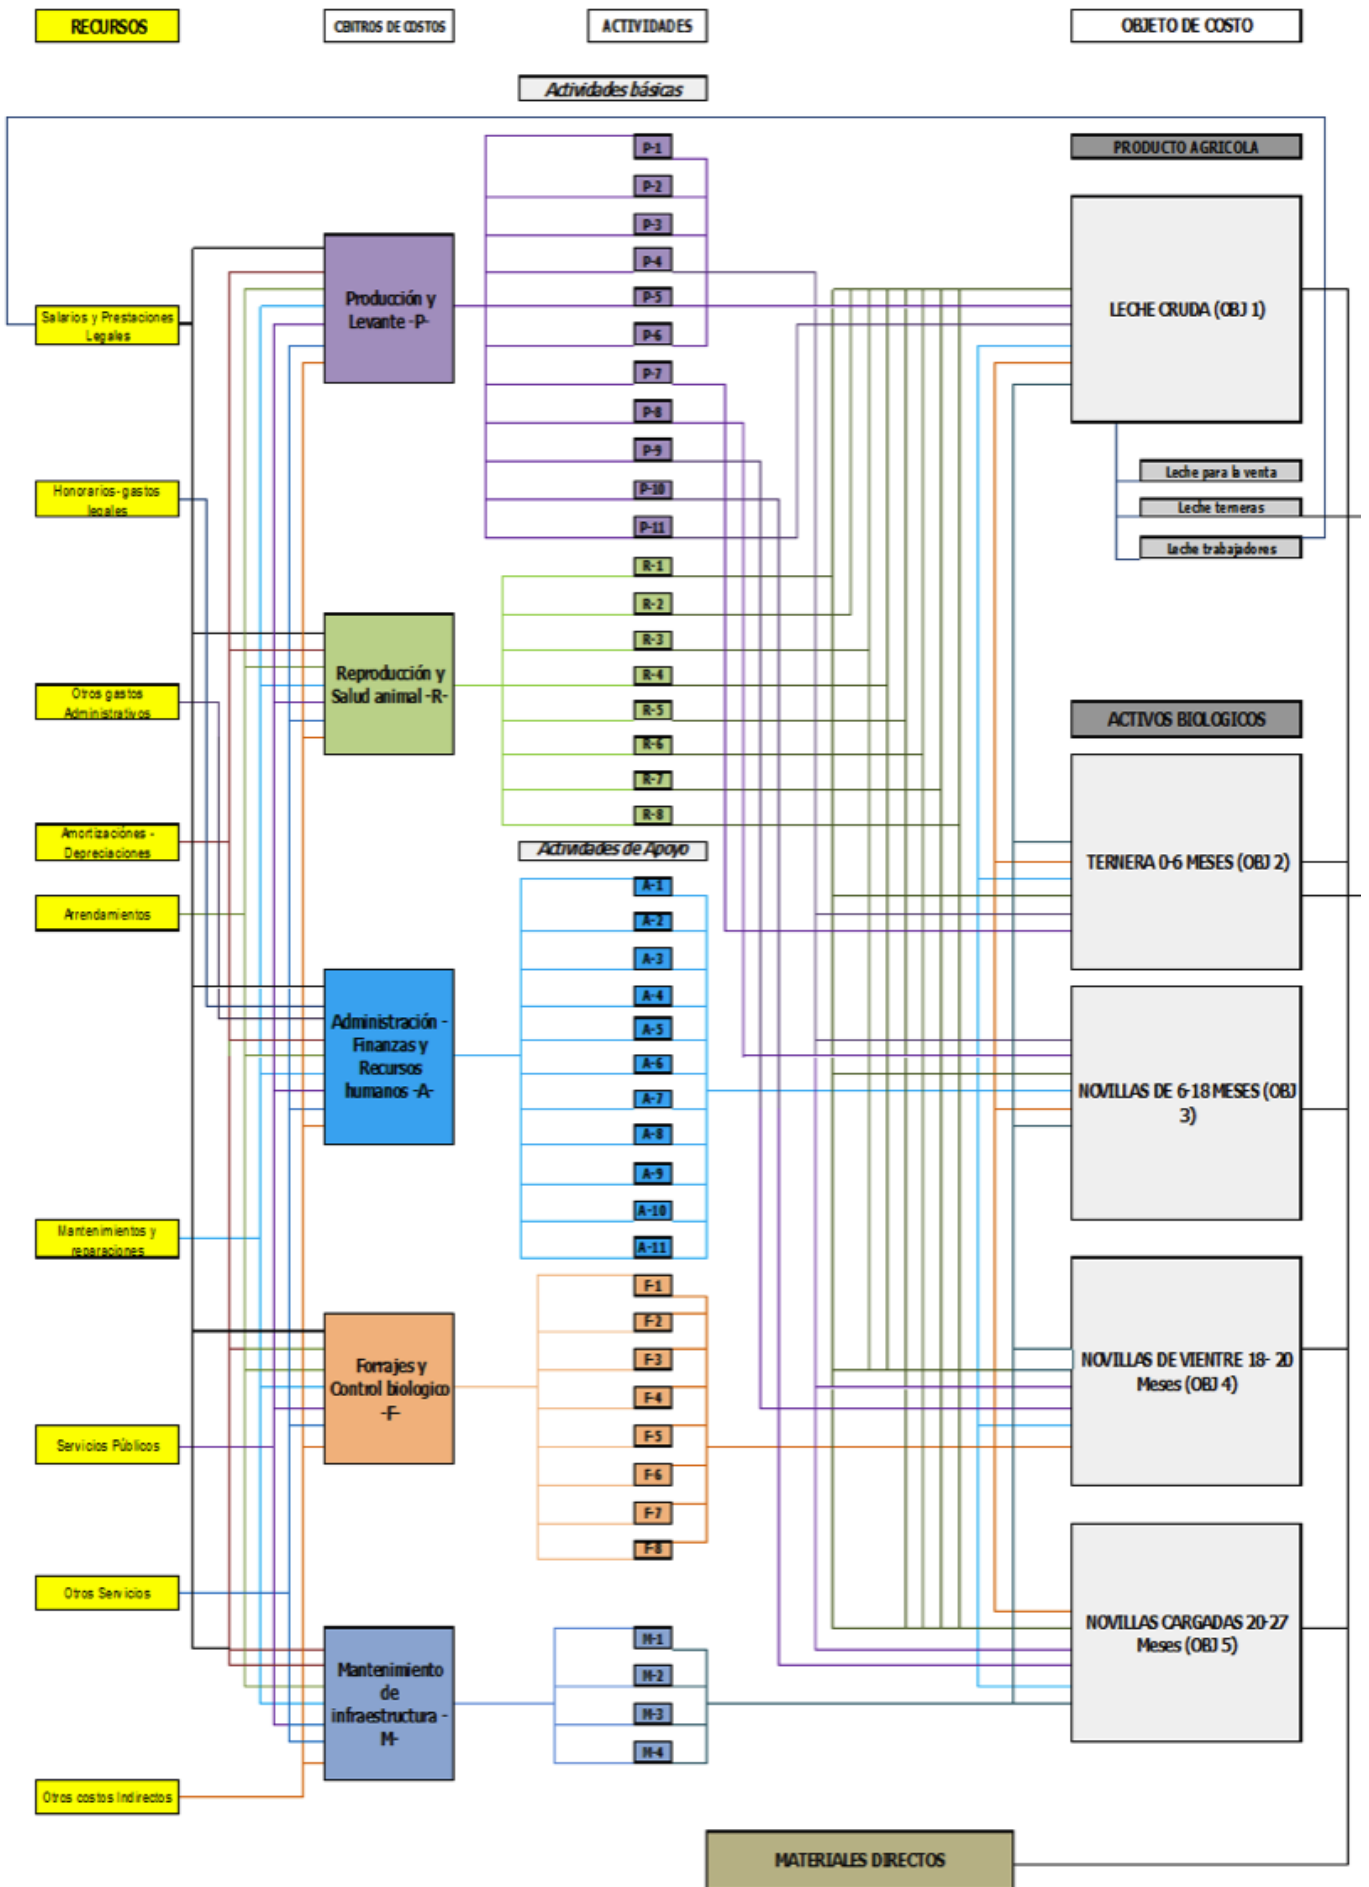 RECURSOS
CENTROS DE COSTOS
ACTIVIDADES
OBJETO DE COSTO
Actividades básicas
PRODUCTO AGRICOLA
P-1
P-2
P-3
P-4
P-5
P-6
P-7
P-8
P-9
P-10
P-11
R-1
R-2
R-3
R-4
R-5
R-6
R-7
R-8
Actividades de Apoyo
A-1
A-2
A-3
A-4
A-5
A-6
A-7
A-8
A-9
A-10
A-11
F-1
F-2
F-3
F-4
F-5
F-6
F-7
F-8
M-1
M-2
M-3
M-4
Salarios y Prestaciones
Legales
Honorarios-gastos
legales
Otros gastos
Administrativos
Amortizaciónes -
Depreciaciones
Arrendamientos
Mantenimientos y
reparaciones
Servicios Públicos
Otros Servicios
Otros costos Indirectos
Producción y
Levante -P-
Reproducción y
Salud animal -R-
Administración -
Finanzas y
Recursos
humanos -A-
Forrajes y
Control biologico
-F-
Mantenimiento
de
infraestructura -
M-
LECHE CRUDA (OBJ 1)
Leche para la venta
Leche terneras
Leche trabajadores
ACTIVOS BIOLOGICOS
TERNERA 0-6 MESES (OBJ 2)
NOVILLAS DE 6-18 MESES (OBJ
3)
NOVILLAS DE VIENTRE 18- 20
Meses (OBJ 4)
NOVILLAS CARGADAS 20-27
Meses (OBJ 5)
MATERIALES DIRECTOS